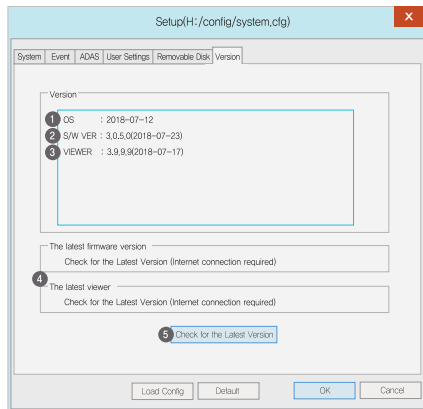 Setup(H:/config/system,cfg)
X
System Event ADAS User Settings Removable Disk Version
Version
1 OS : 2018-07-12
2 S/W VER : 3,0.5,0(2018-07-23)
3 VIEWER : 3.9,9,9(2018-07-17)
The latest firmware version
Check for the Latest Version (Internet connection required)
4
The latest viewer
Check for the Latest Version (Internet connection required)
5 Check for the Latest Version
Load Config Default OK Cancel